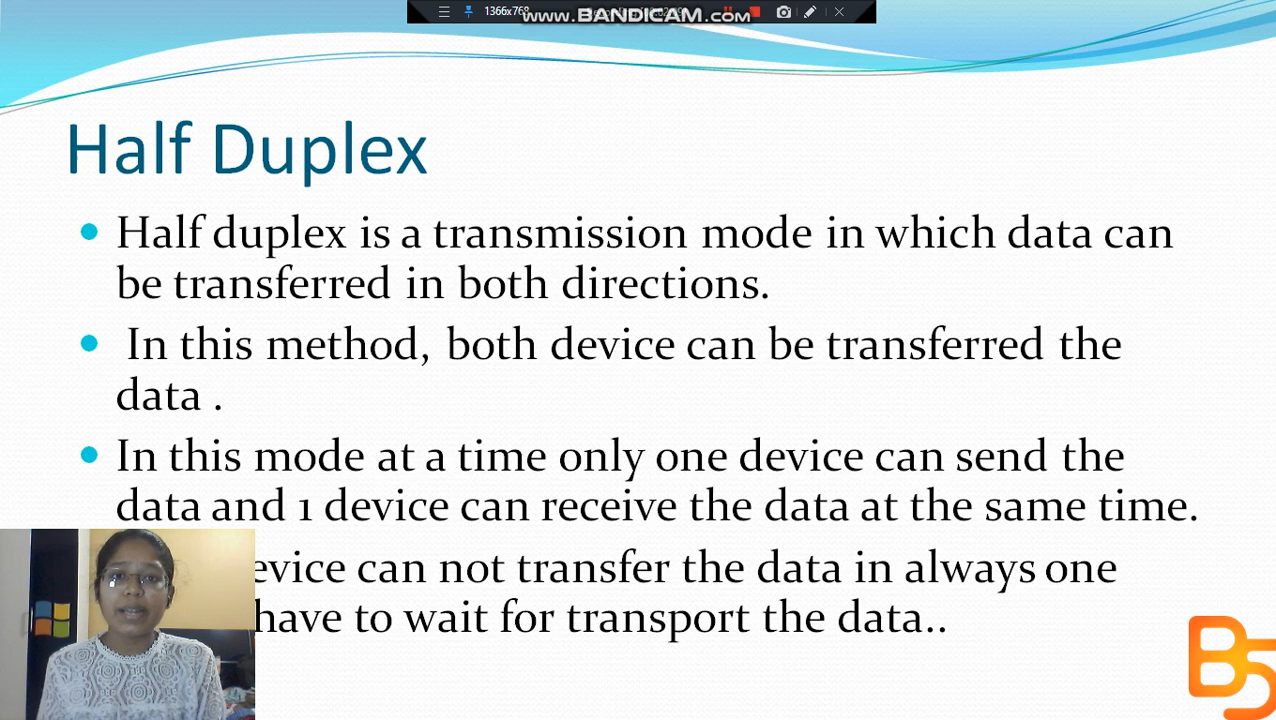 1366x768
www.BANDICAM.com
Half Duplex
Half duplex is a transmission mode in which data can
be transferred in both directions.
In this method, both device can be transferred the
data .
In this mode at a time only one device can send the
data and 1 device can receive the data at the same time.
evice can not transfer the data in always one
have to wait for transport the data..
B5